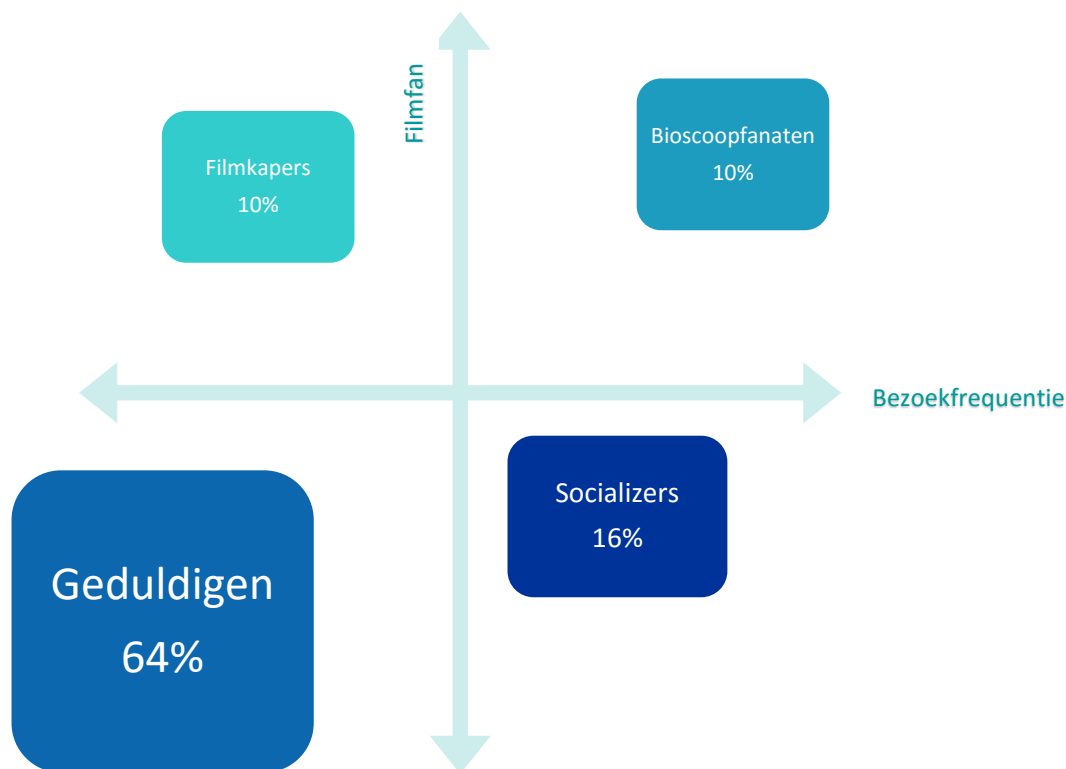 Filmfan
Filmkapers
10%
Bioscoopfanaten
10%
Bezoekfrequentie
Geduldigen
64%
Socializers
16%